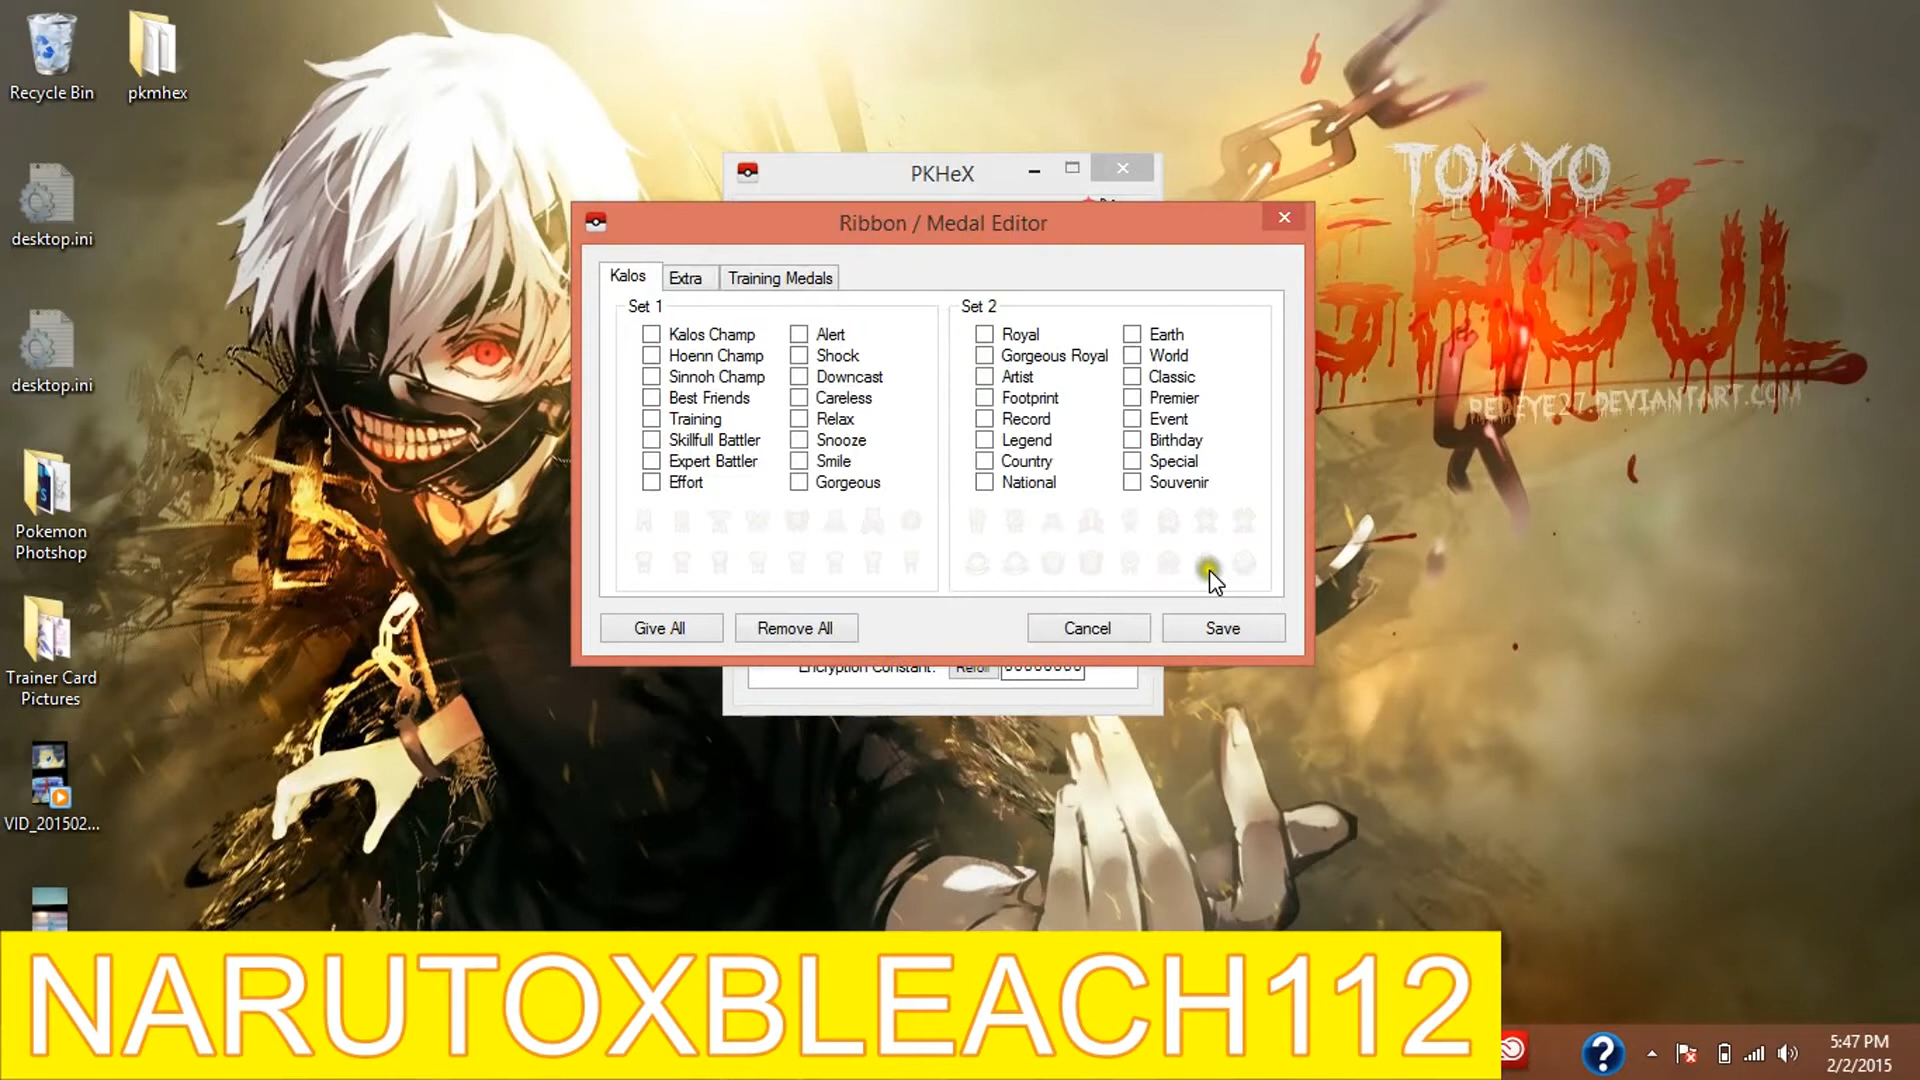 Recycle Bin
pkmhex
desktop.ini
desktop.ini
Pokemon
Photshop
Trainer Card
Pictures
VID_201502...
TOKYO
GHOUL
REDEYE27.DEVIANTART.COM
PKHeX
Ribbon / Medal Editor
Kalos
Extra
Training Medals
Set 1
Kalos Champ
Hoenn Champ
Sinnoh Champ
Best Friends
Training
Skillfull Battler
Expert Battler
Effort
Alert
Shock
Downcast
Careless
Relax
Snooze
Smile
Gorgeous
Set 2
Royal
Gorgeous Royal
Artist
Footprint
Record
Legend
Country
National
Earth
World
Classic
Premier
Event
Birthday
Special
Souvenir
Give All
Remove All
Cancel
Save
Encryption Constant:
Reroll
00000000
NARUTOXBLEACH112
5:47 PM
2/2/2015